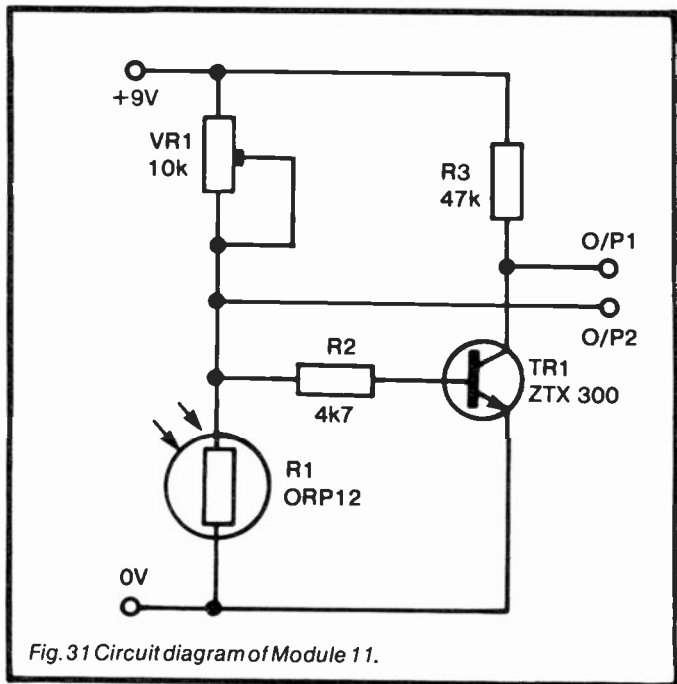 +9V
VR1
10k
R3
47k
O/P1
O/P2
R2
4k7
TR1
ZTX 300
R1
ORP12
0V
Fig. 31 Circuit diagram of Module 11.